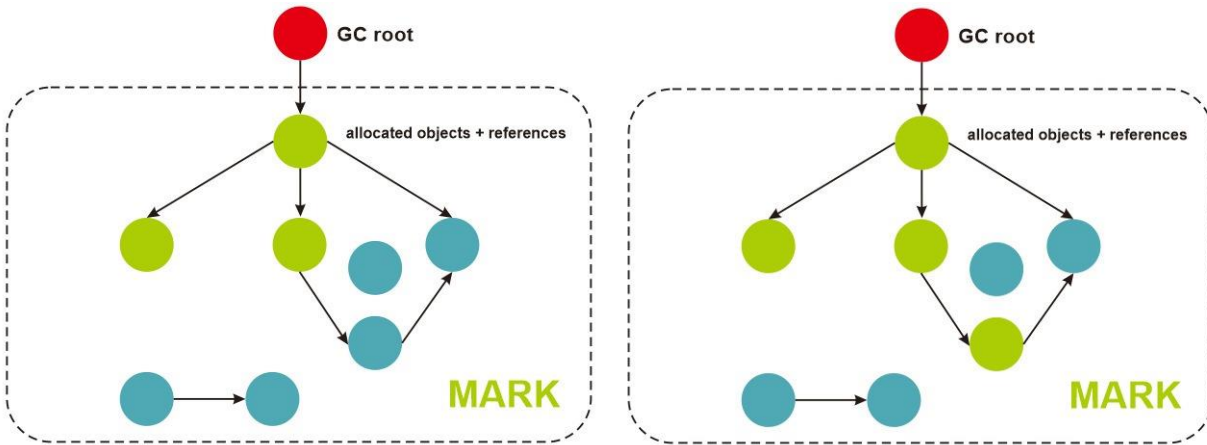 GC root
allocated objects + references
MARK
GC root
allocated objects + references
MARK